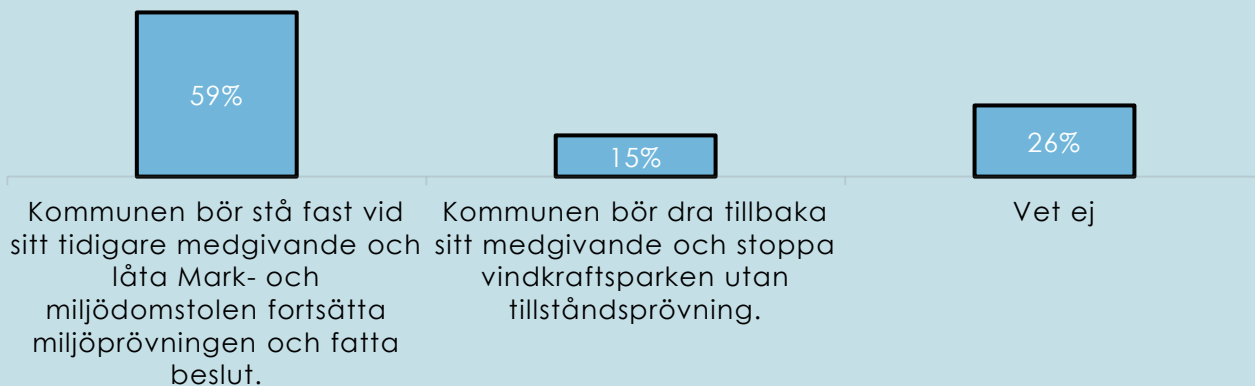 59%
15%
26%
Kommunen bör stå fast vid
sitt tidigare medgivande och
låta Mark- och
miljödomstolen fortsätta
miljöprövningen och fatta
beslut.
Kommunen bör dra tillbaka
sitt medgivande och stoppa
vindkraftsparken utan
tillståndsprövning.
Vet ej